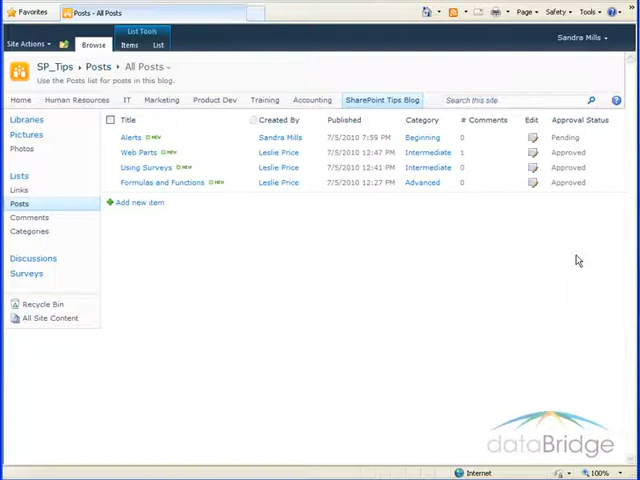 Favorites Posts - All Posts Page Safety Tools
Site Actions Browse List Tools Items List Sandra Mills
SP_Tips Posts All Posts
Use the Posts list for posts in this blog.
Home Human Resources IT Marketing Product Dev Training Accounting SharePoint Tips Blog Search this site
Libraries
Pictures
Photos
Lists
Links
Posts
Comments
Categories
Discussions
Surveys
Recycle Bin
All Site Content
Title Created By Published Category # Comments Edit Approval Status
Alerts NEW Sandra Mills 7/5/2010 7:59 PM Beginning 0 Pending
Web Parts NEW Leslie Price 7/5/2010 12:47 PM Intermediate 1 Approved
Using Surveys NEW Leslie Price 7/5/2010 12:41 PM Intermediate 0 Approved
Formulas and Functions NEW Leslie Price 7/5/2010 12:27 PM Advanced 0 Approved
Add new item
dataBridge
Internet 100%